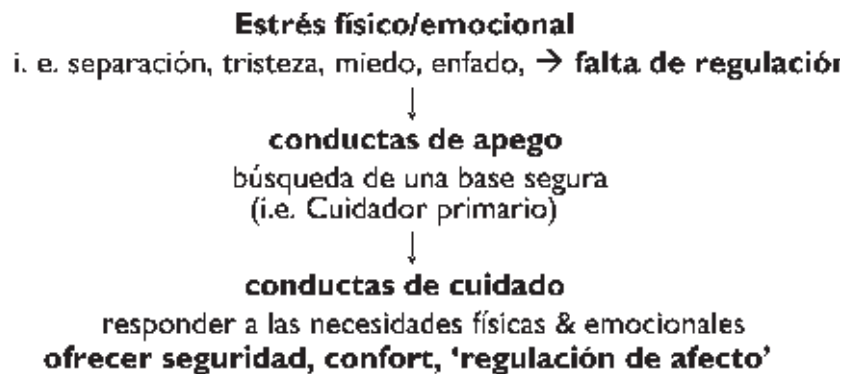 Estrés físico/emocional
i. e. separación, tristeza, miedo, enfado, → falta de regulación
↓
conductas de apego
búsqueda de una base segura
(i.e. Cuidador primario)
↓
conductas de cuidado
responder a las necesidades físicas & emocionales
ofrecer seguridad, confort, ‘regulación de afecto’